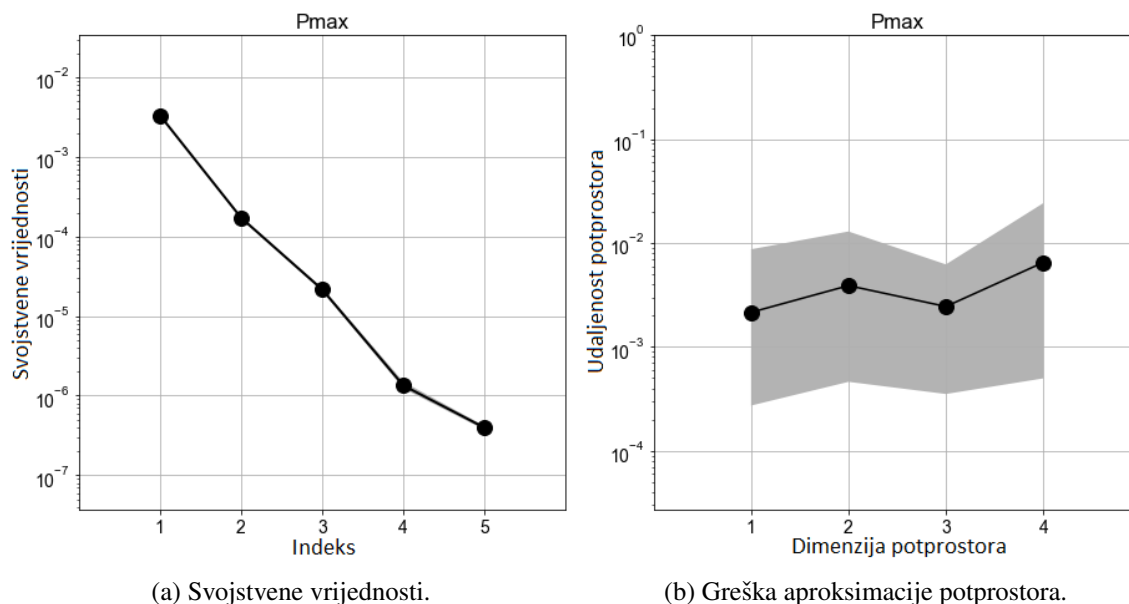 Pmax
Svojstvene vrijednosti
10⁻²
10⁻³
10⁻⁴
10⁻⁵
10⁻⁶
10⁻⁷
1 2 3 4 5
Indeks
(a) Svojstvene vrijednosti.
Pmax
Udaljenost potprostora
10⁰
10⁻¹
10⁻²
10⁻³
10⁻⁴
1 2 3 4
Dimenzija potprostora
(b) Greška aproksimacije potprostora.